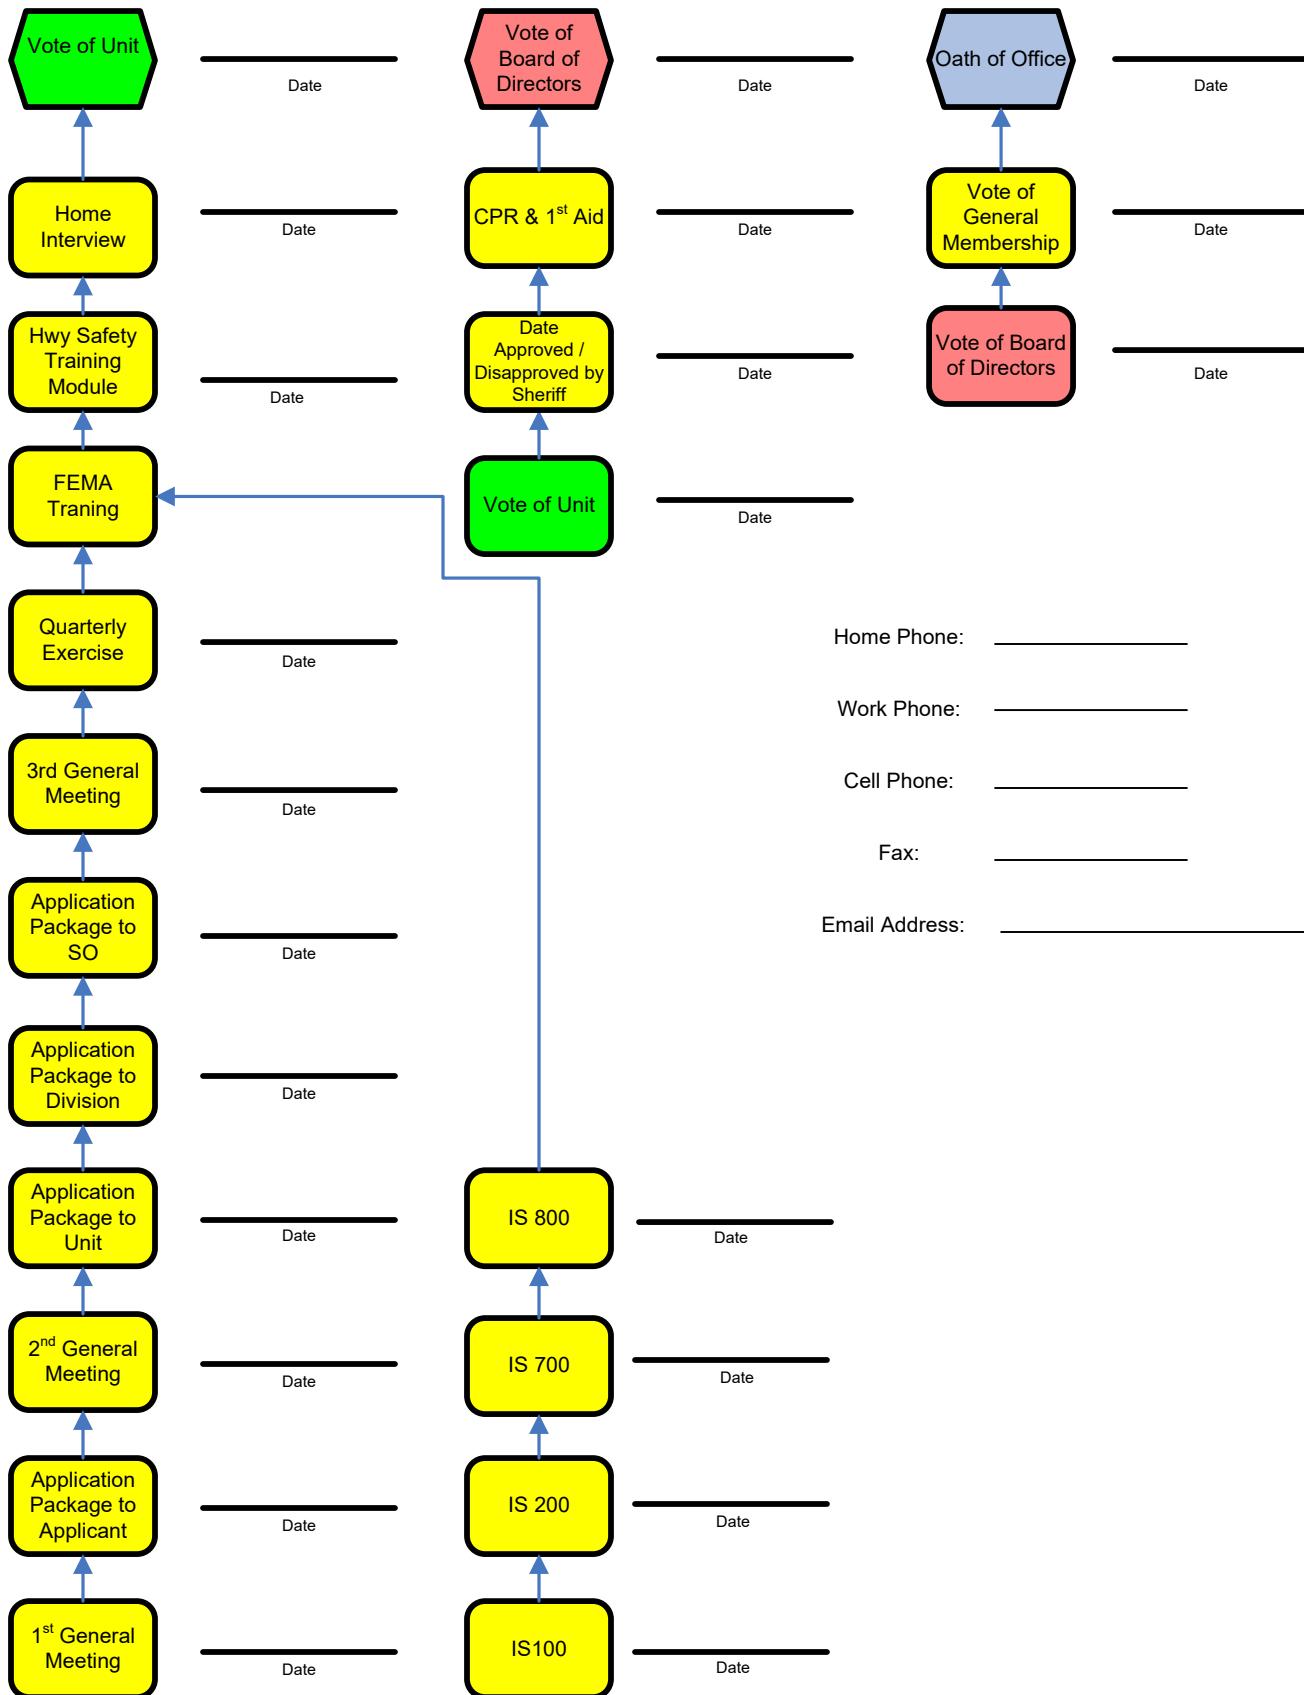 Vote of Unit
Date
Vote of
Board of
Directors
Date
Oath of Office
Date
Home
Interview
Date
CPR & 1st Aid
Date
Vote of
General
Membership
Date
Hwy Safety
Training
Module
Date
Date
Approved /
Disapproved by
Sheriff
Date
Vote of Board
of Directors
Date
FEMA
Traning
Vote of Unit
Date
Quarterly
Exercise
Date
Home Phone:
Work Phone:
3rd General
Meeting
Date
Cell Phone:
Fax:
Application
Package to
SO
Date
Email Address:
Application
Package to
Division
Date
Application
Package to
Unit
Date
IS 800
Date
2nd General
Meeting
Date
IS 700
Date
Application
Package to
Applicant
Date
IS 200
Date
1st General
Meeting
Date
IS100
Date